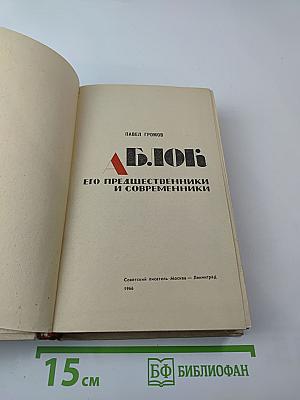 ПАВЕЛ ГРОМОВ
А БЛОК
ЕГО ПРЕДШЕСТВЕННИКИ
И СОВРЕМЕННИКИ
Советский писатель Москва — Ленинград
1966
15 см
БФ БИБЛИОФАН